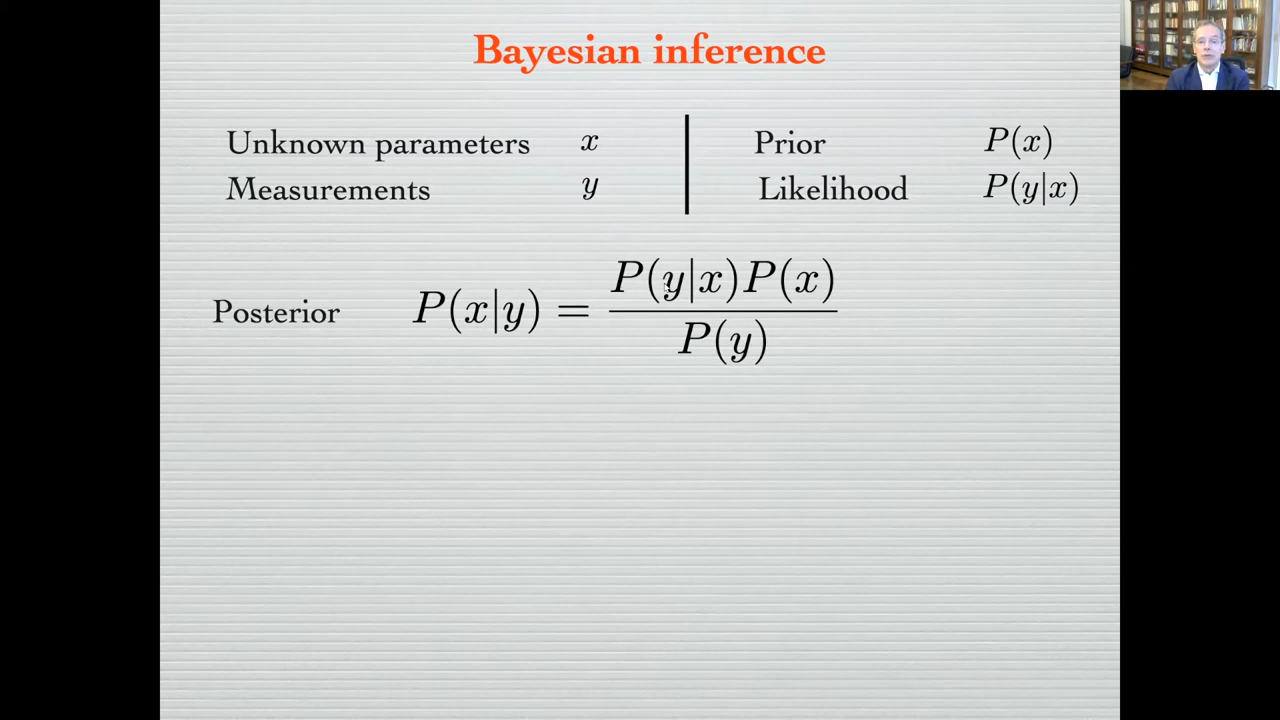 Bayesian inference
Unknown parameters x
Measurements y
Prior P(x)
Likelihood P(y|x)
Posterior P(x|y) = P(y|x)P(x) / P(y)